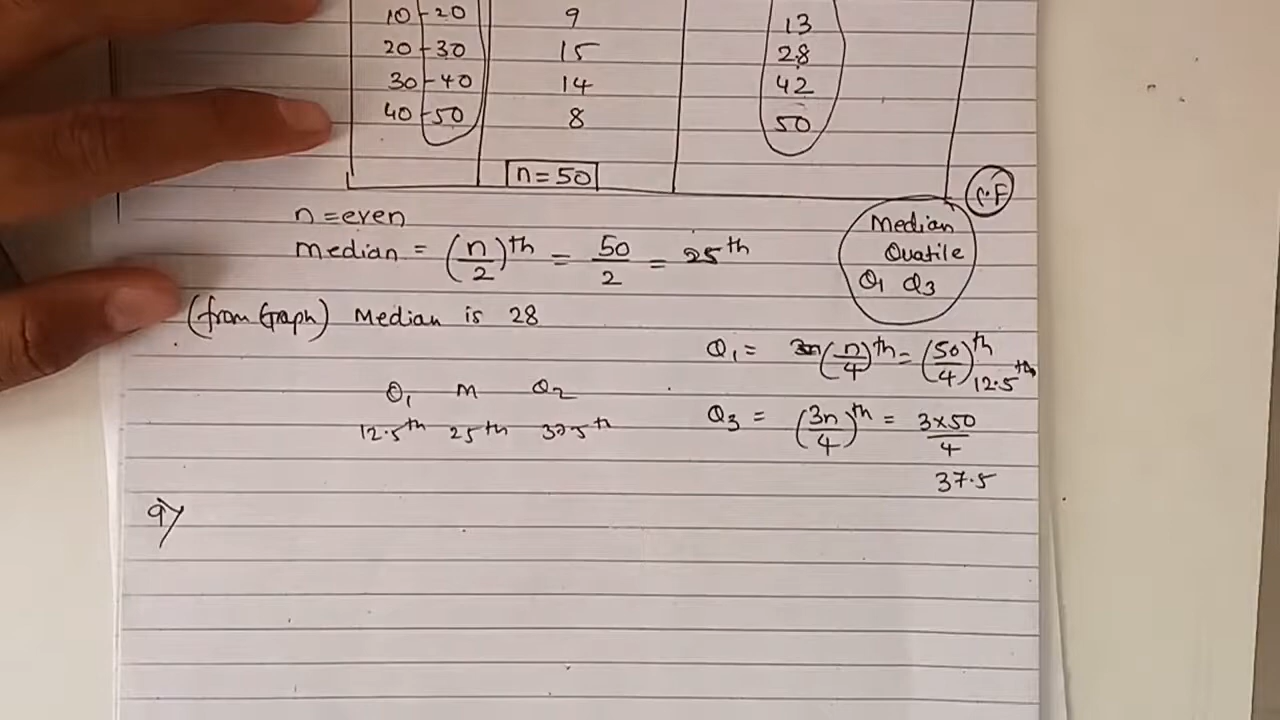 10-20 9 13
20-30 15 28
30-40 14 42
40-50 8 50
n=50
C.F
n=even
Median
Quatile
Q1 Q3
median = (n/2)th = 50/2 = 25th
(from Graph) Median is 28
Q1 = (n/4)th = (50/4)th 12.5th
Q1 M Q2
12.5th 25th 37.5th
Q3 = (3n/4)th = 3x50/4
37.5
9)